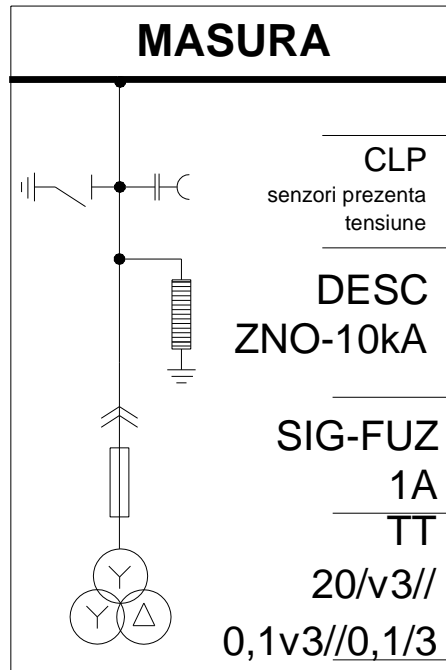 MASURA
CLP
senzori prezenta
tensiune
DESC
ZNO-10kA
SIG-FUZ
1A
TT
20/v3//
0,1v3//0,1/3